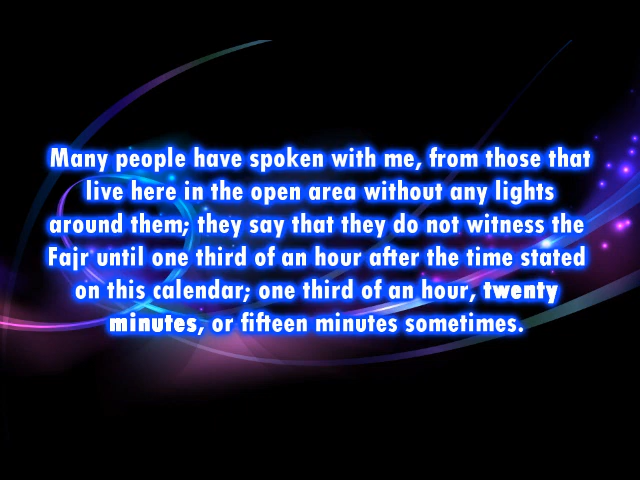 Many people have spoken with me, from those that
live here in the open area without any lights
around them; they say that they do not witness the
Fajr until one third of an hour after the time stated
on this calendar; one third of an hour, twenty
minutes, or fifteen minutes sometimes.